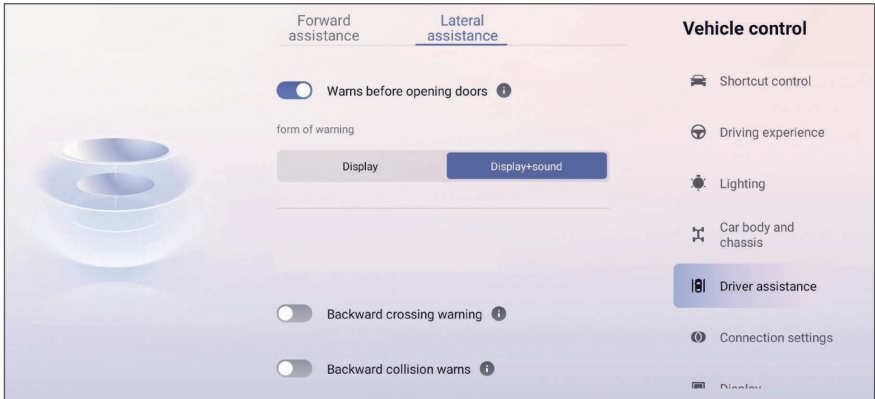 Forward
assistance
Lateral
assistance
Warns before opening doors
form of warning
Display
Display+sound
Backward crossing warning
Backward collision warns
Vehicle control
Shortcut control
Driving experience
Lighting
Car body and
chassis
Driver assistance
Connection settings
Display